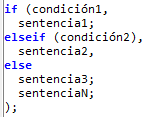 if (condición1,
sentencia1;
elseif (condición2),
sentencia2,
else
sentencia3;
sentenciaN;
);